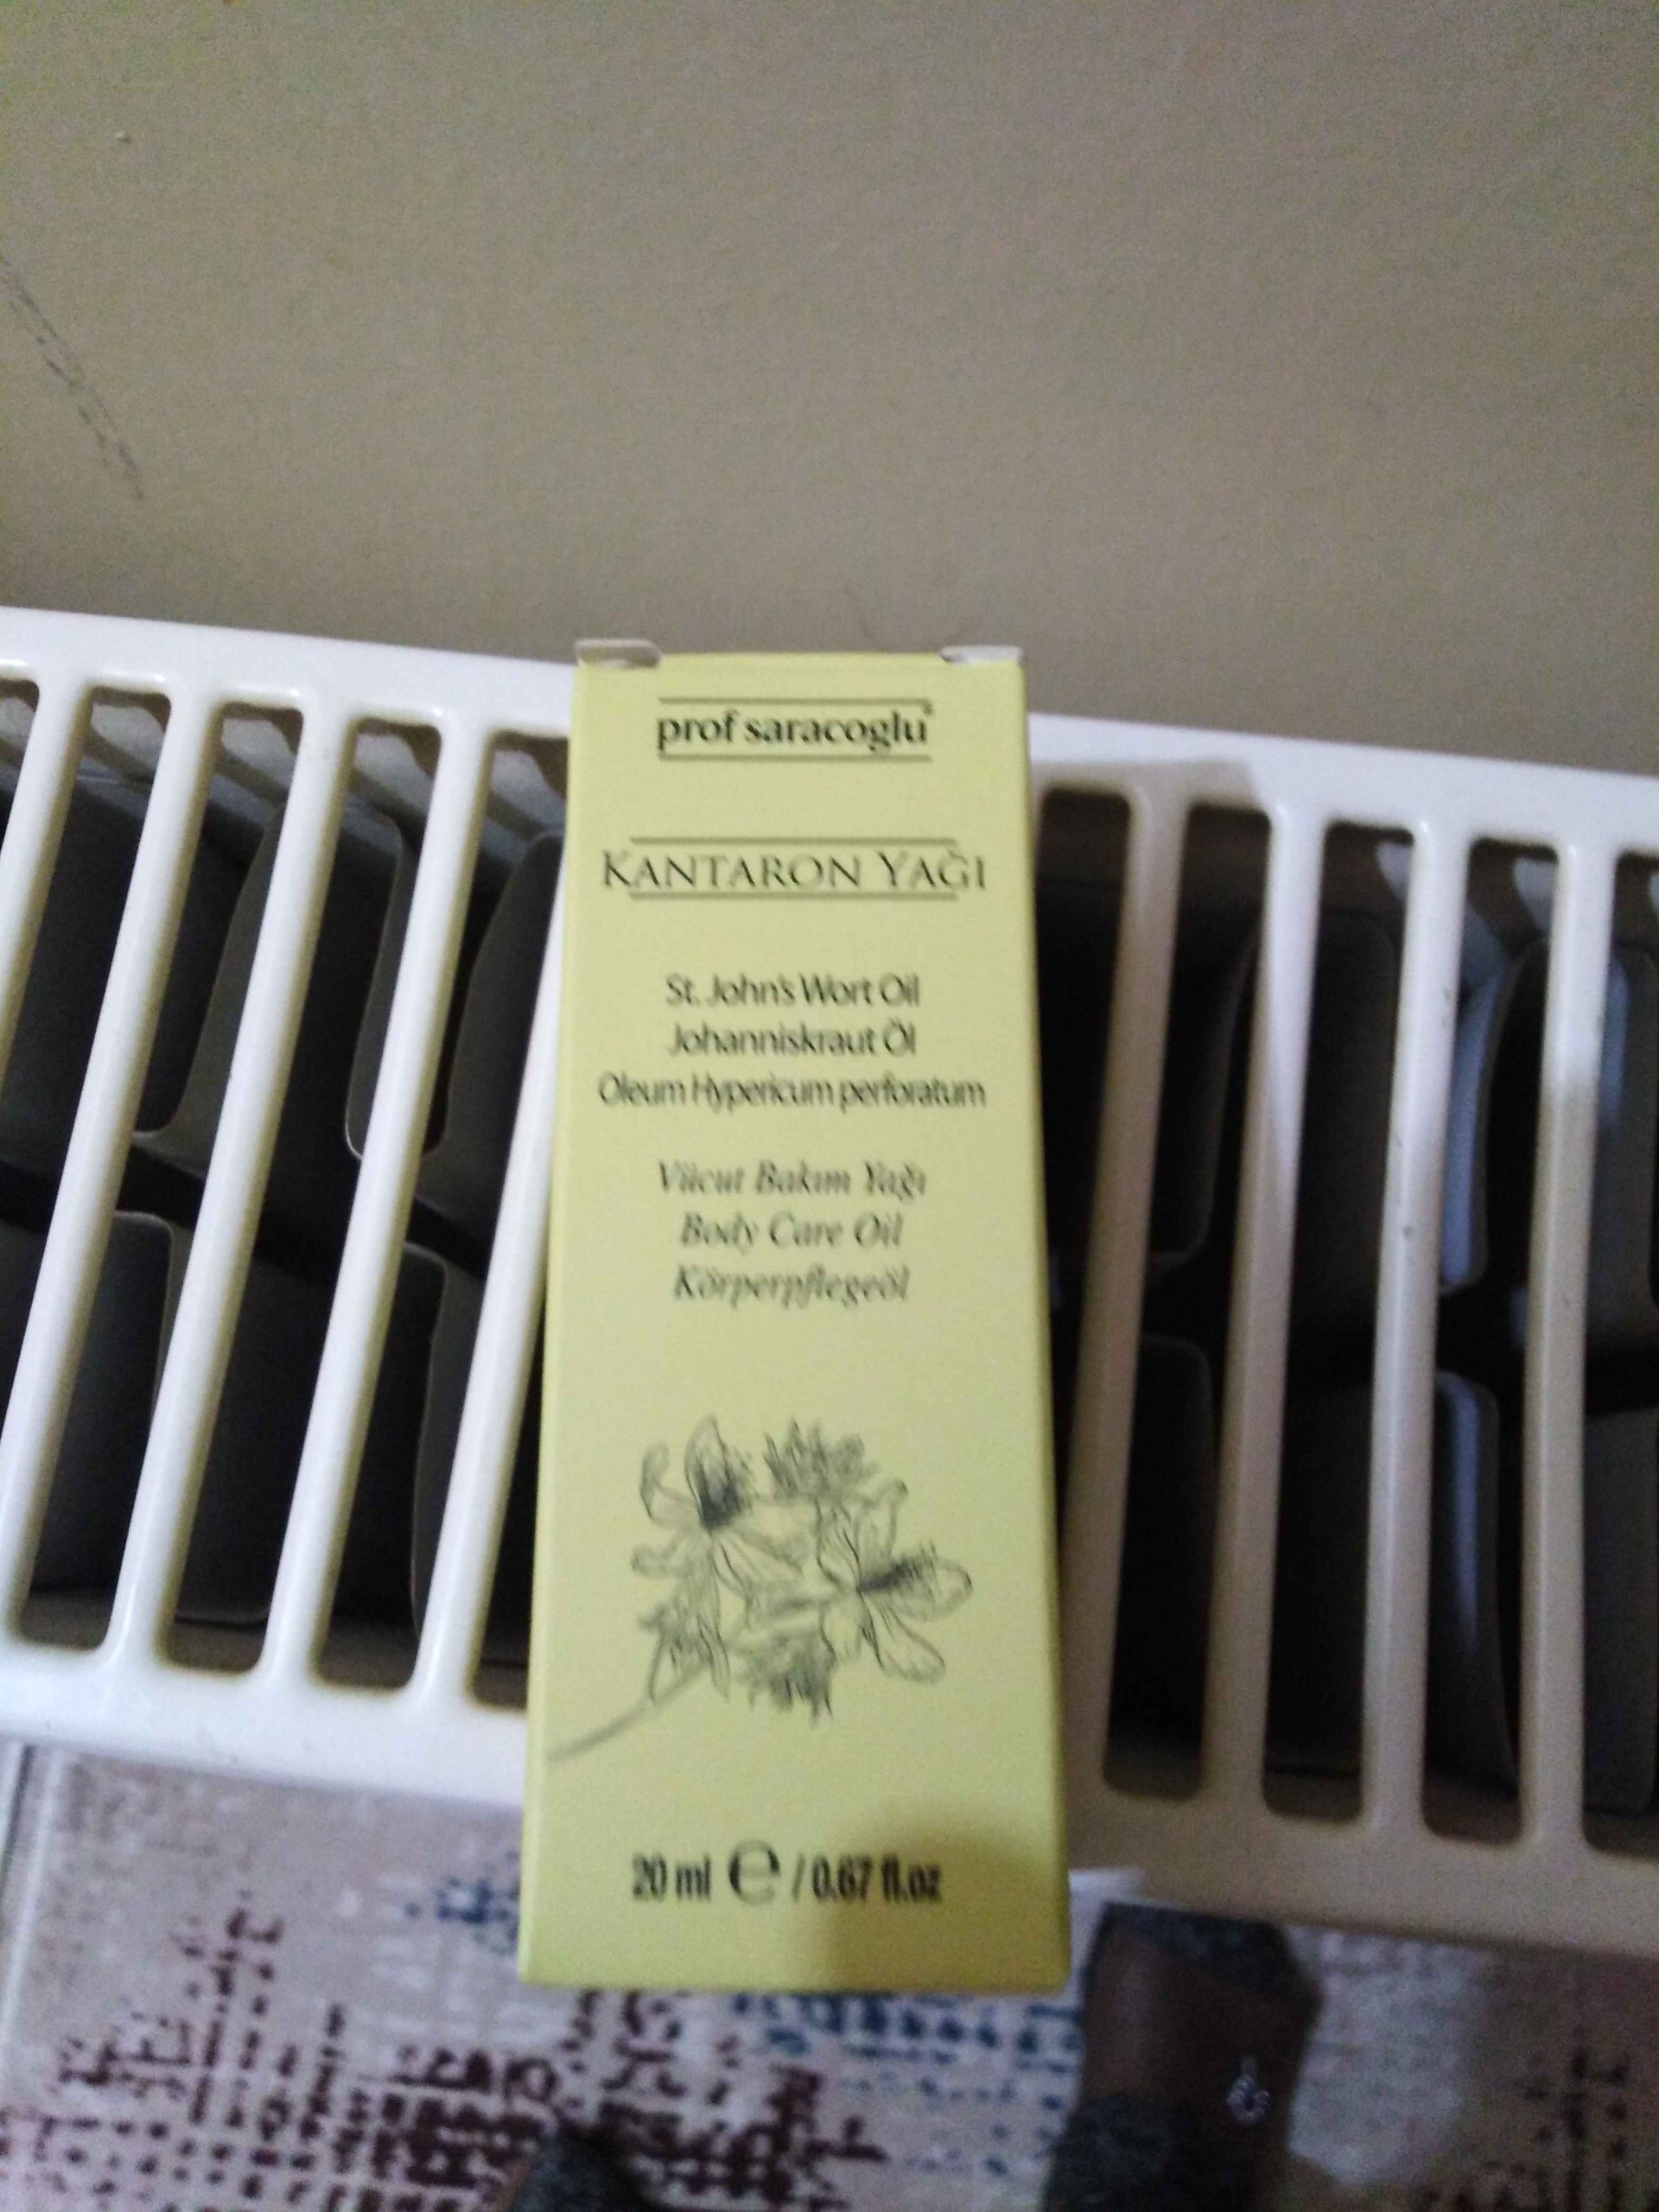 prof saracoglu®
KANTARON YAĞI
St. John's Wort Oil
Johanniskraut Öl
Oleum Hypericum perforatum
Vücut Bakım Yağı
Body Care Oil
Körperpflegeöl
20 ml ℮ / 0.67 fl.oz